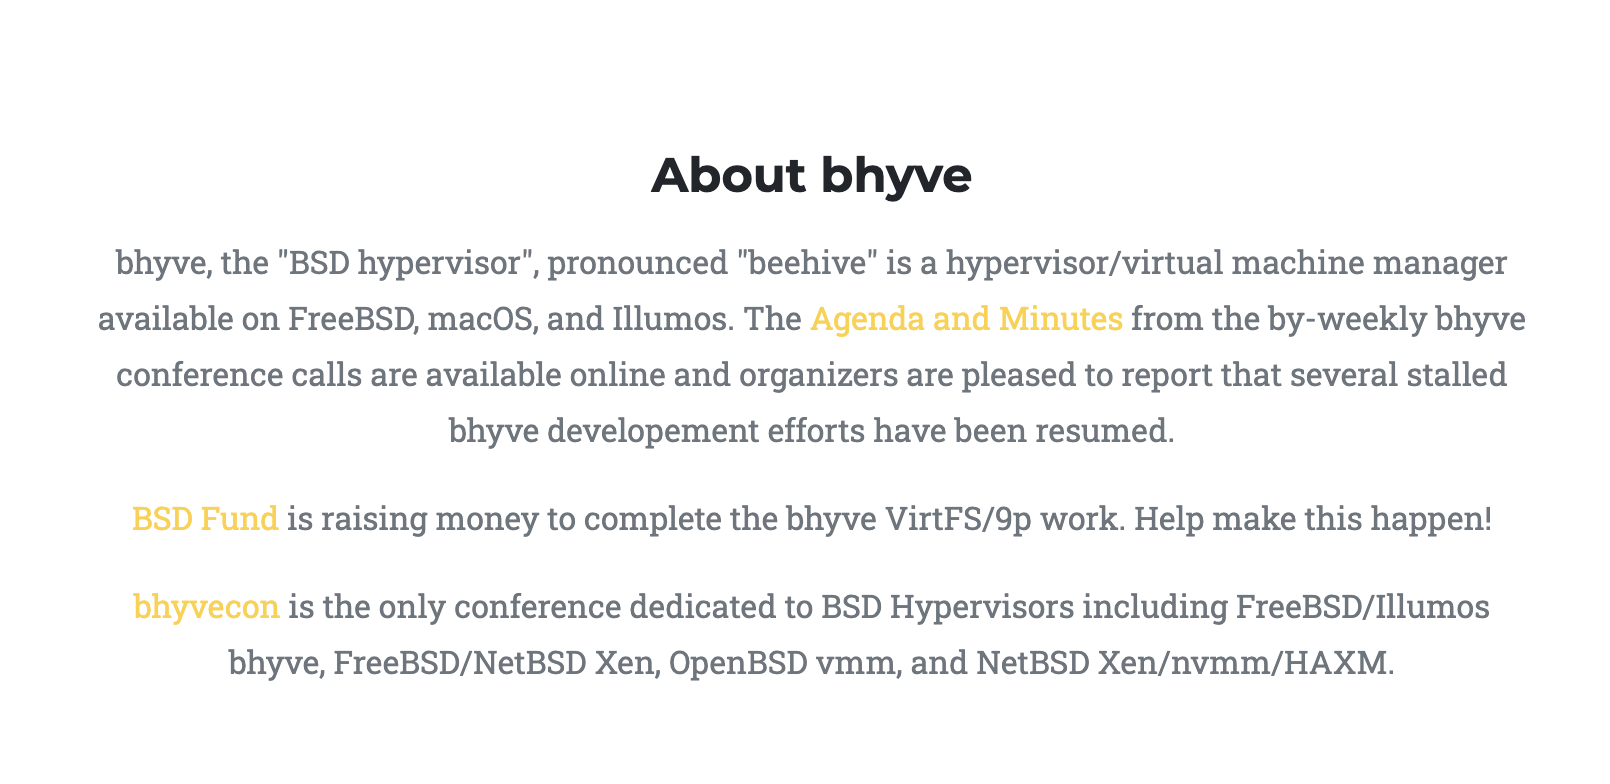 About bhyve
bhyve, the "BSD hypervisor", pronounced "beehive" is a hypervisor/virtual machine manager
available on FreeBSD, macOS, and Illumos. The Agenda and Minutes from the by-weekly bhyve
conference calls are available online and organizers are pleased to report that several stalled
bhyve developement efforts have been resumed.
BSD Fund is raising money to complete the bhyve VirtFS/9p work. Help make this happen!
bhyvecon is the only conference dedicated to BSD Hypervisors including FreeBSD/Illumos
bhyve, FreeBSD/NetBSD Xen, OpenBSD vmm, and NetBSD Xen/nvmm/HAXM.